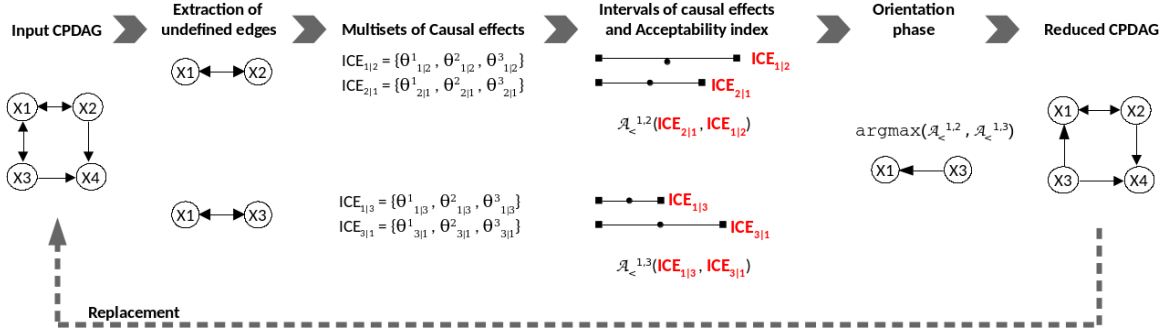 Input CPDAG
Extraction of
undefined edges
Multisets of Causal effects
Intervals of causal effects
and Acceptability index
Orientation
phase
Reduced CPDAG
X1 X2
X3 X4
X1 X2
ICE₁|₂ = {θ¹₁|₂ , θ²₁|₂ , θ³₁|₂}
ICE₂|₁ = {θ¹₂|₁ , θ²₂|₁ , θ³₂|₁}
ICE₁|₂
ICE₂|₁
𝒜<¹,²(ICE₂|₁ , ICE₁|₂)
X1 X3
ICE₁|₃ = {θ¹₁|₃ , θ²₁|₃ , θ³₁|₃}
ICE₃|₁ = {θ¹₃|₁ , θ²₃|₁ , θ³₃|₁}
ICE₁|₃
ICE₃|₁
𝒜<¹,³(ICE₁|₃ , ICE₃|₁)
argmax(𝒜<¹,² , 𝒜<¹,³)
X1 X3
X1 X2
X3 X4
Replacement